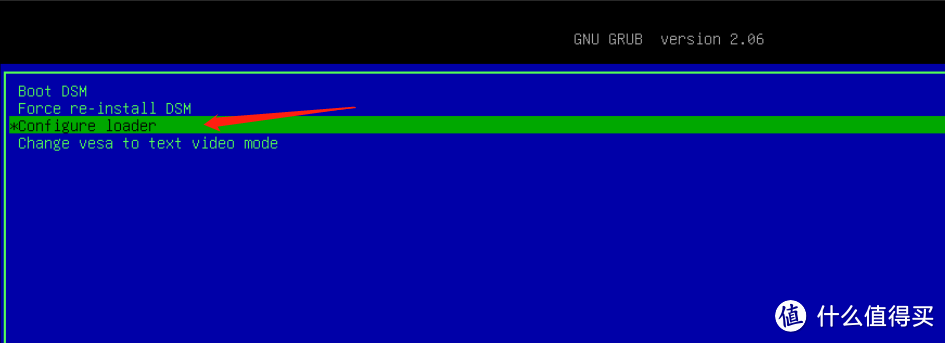 GNU GRUB version 2.06
Boot DSM
Force re-install DSM
*Configure loader
Change vesa to text video mode
值 什么值得买